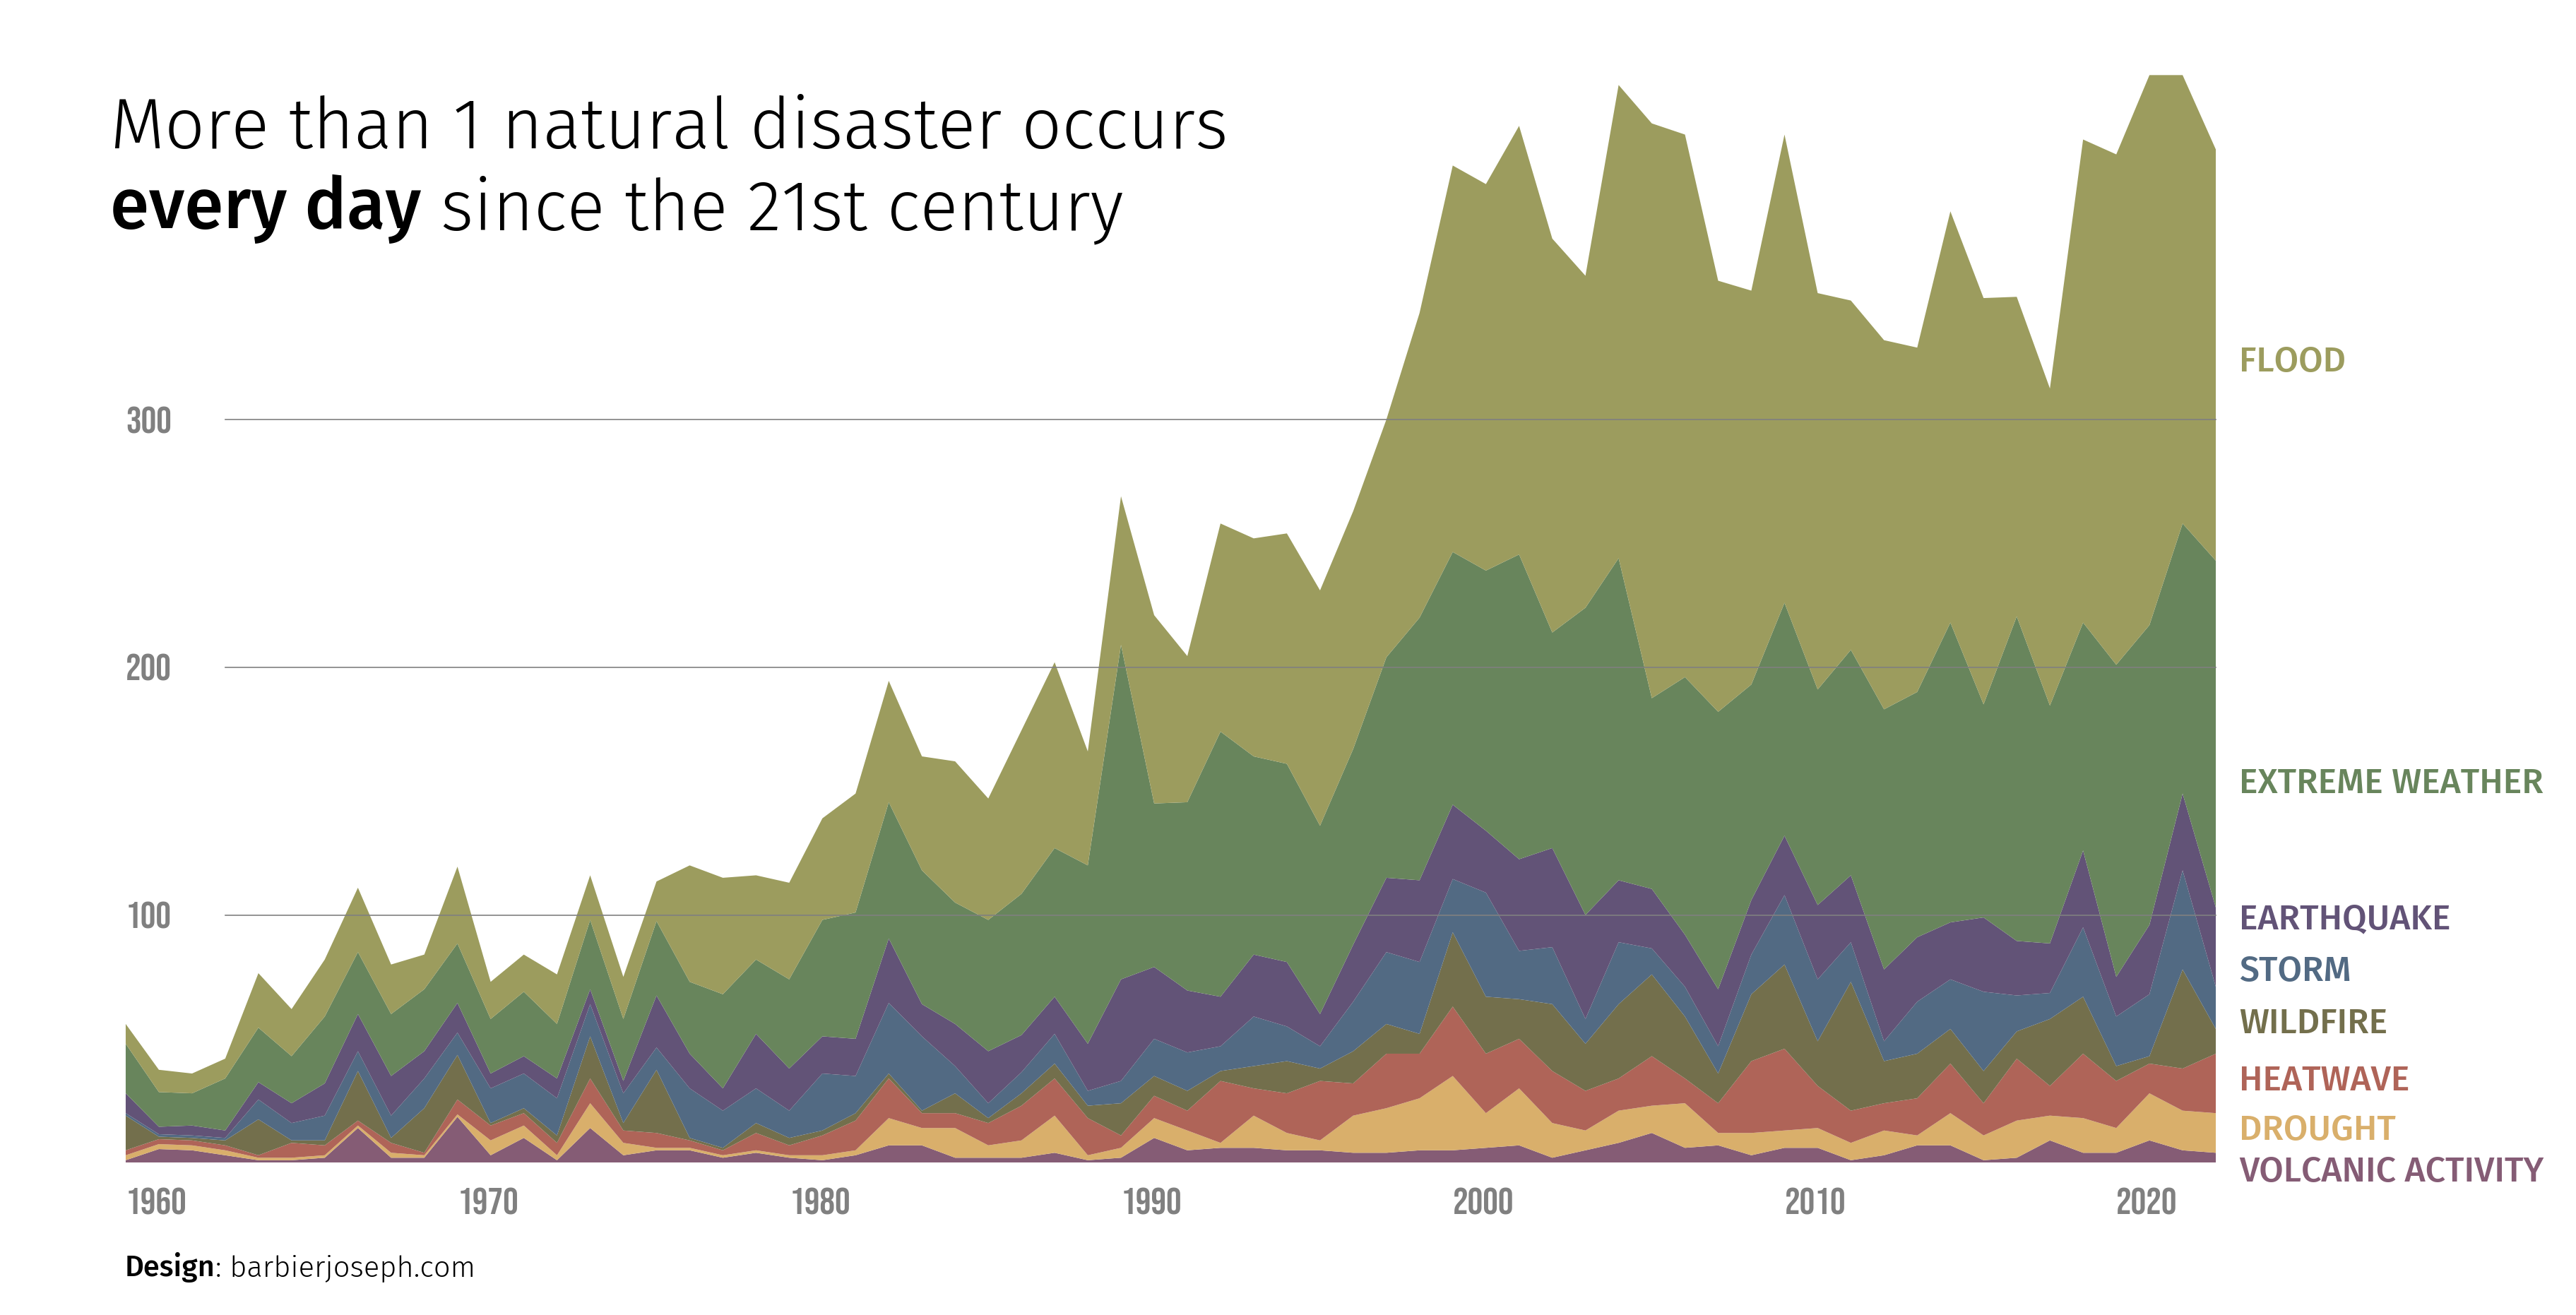 More than 1 natural disaster occurs
every day since the 21st century
FLOOD
300
200
EXTREME WEATHER
100
EARTHQUAKE
STORM
WILDFIRE
HEATWAVE
DROUGHT
VOLCANIC ACTIVITY
1960 1970 1980 1990 2000 2010 2020
Design: barbierjoseph.com